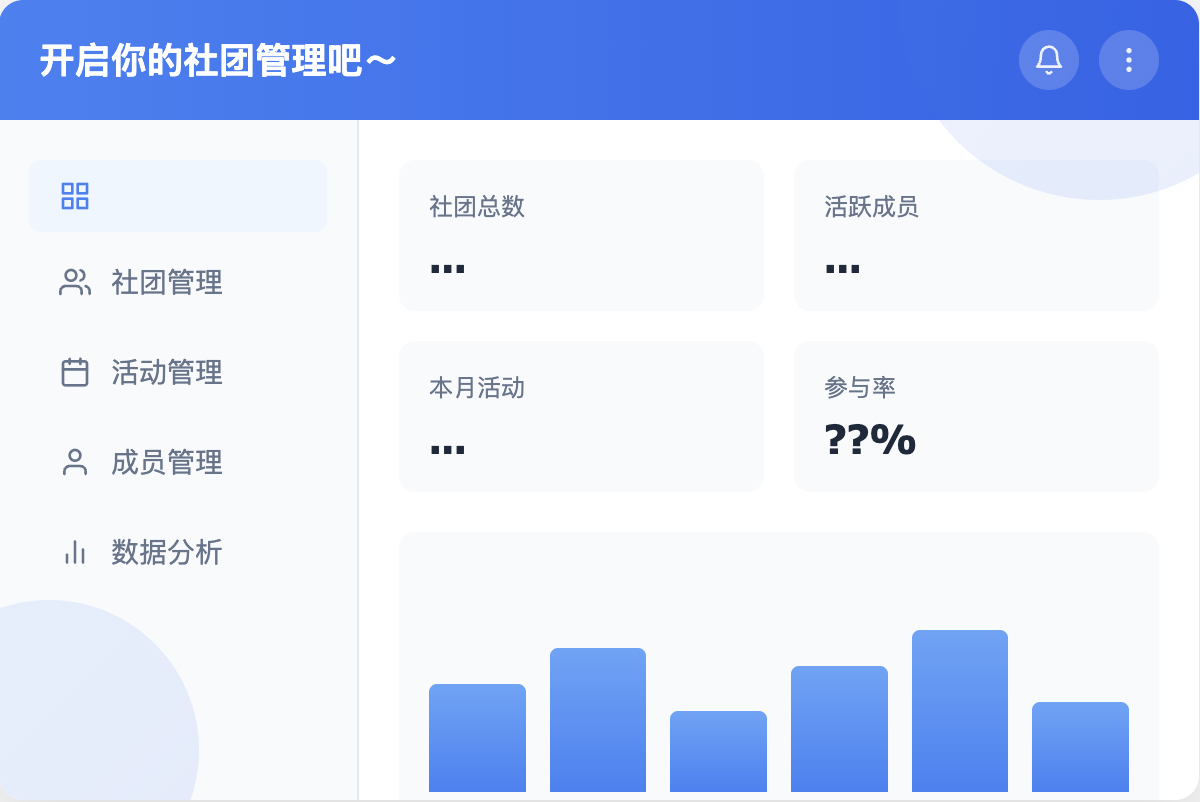 开启你的社团管理吧～
社团管理
活动管理
成员管理
数据分析
社团总数
...
活跃成员
...
本月活动
...
参与率
??%